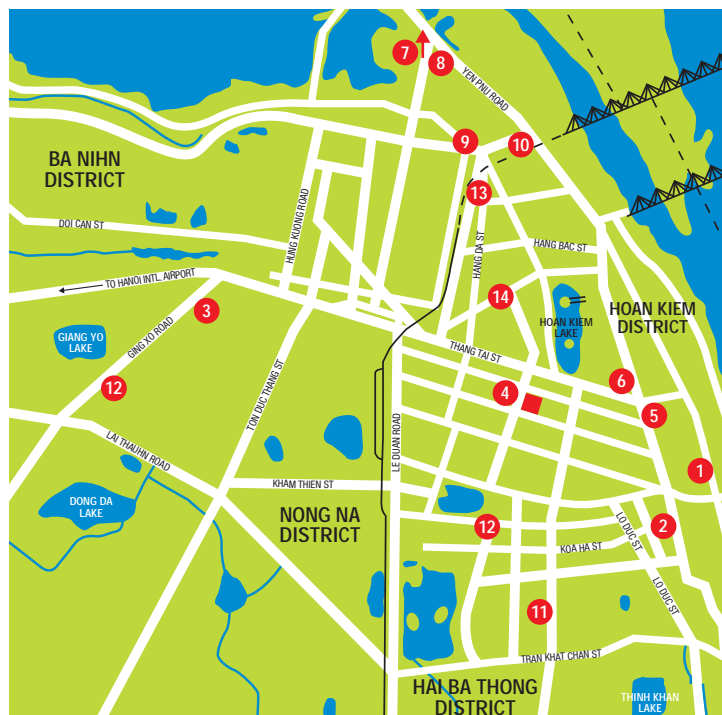 7
8
YEN PNU ROAD
9
10
BA NIHN
DISTRICT
13
DOI CAN ST
HUNG KUONG ROAD
HANG DA ST
HANG BAC ST
TO HANOI INTL. AIRPORT
14
3
HOAN KIEM
LAKE
HOAN KIEM
DISTRICT
GIANG YO
LAKE
GING XO ROAD
THANG TAI ST
TON DUC THANG ST
12
4
6
5
LE DUAN ROAD
LAI THAUHN ROAD
1
KHAM THIEN ST
DONG DA
LAKE
NONG NA
DISTRICT
12
LO DUC ST
2
KOA HA ST
LO DUC ST
11
TRAN KHAT CHAN ST
HAI BA THONG
DISTRICT
THINH KHAN
LAKE